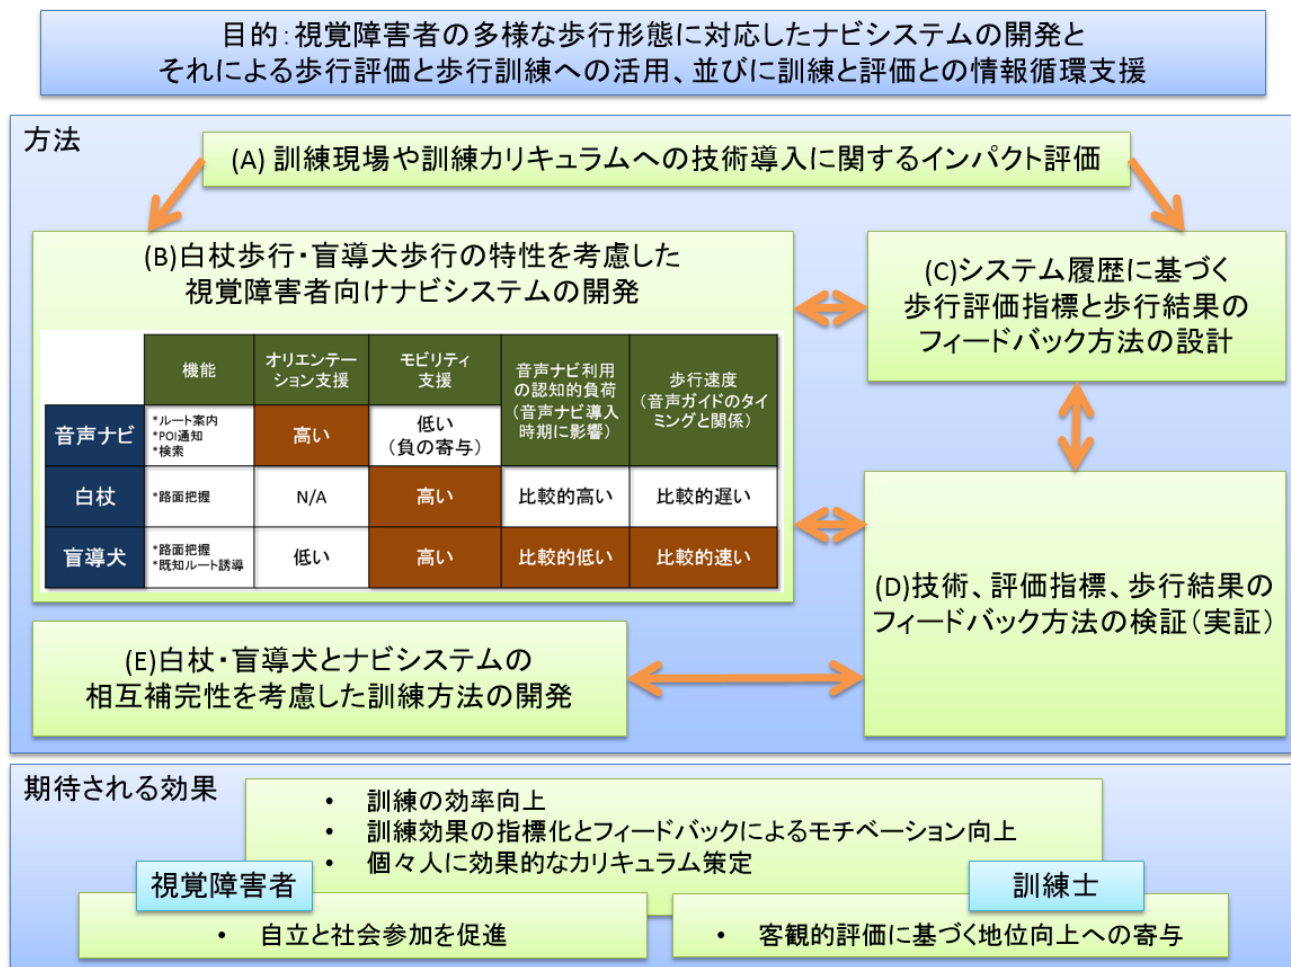 目的：視覚障害者の多様な歩行形態に対応したナビシステムの開発と
それによる歩行評価と歩行訓練への活用、並びに訓練と評価との情報循環支援
方法
(A) 訓練現場や訓練カリキュラムへの技術導入に関するインパクト評価
(B)白杖歩行・盲導犬歩行の特性を考慮した
視覚障害者向けナビシステムの開発
機能
オリエンテー
ション支援
モビリティ
支援
音声ナビ利用
の認知的負荷
（音声ナビ導入
時期に影響）
歩行速度
（音声ガイドのタイ
ミングと関係）
音声ナビ
*ルート案内
*POI通知
*検索
高い
低い
（負の寄与）
白杖
*路面把握
N/A
高い
比較的高い
比較的遅い
盲導犬
*路面把握
*既知ルート誘導
低い
高い
比較的低い
比較的速い
(C)システム履歴に基づく
歩行評価指標と歩行結果の
フィードバック方法の設計
(D)技術、評価指標、歩行結果の
フィードバック方法の検証（実証）
(E)白杖・盲導犬とナビシステムの
相互補完性を考慮した訓練方法の開発
期待される効果
• 訓練の効率向上
• 訓練効果の指標化とフィードバックによるモチベーション向上
• 個々人に効果的なカリキュラム策定
視覚障害者
• 自立と社会参加を促進
訓練士
• 客観的評価に基づく地位向上への寄与